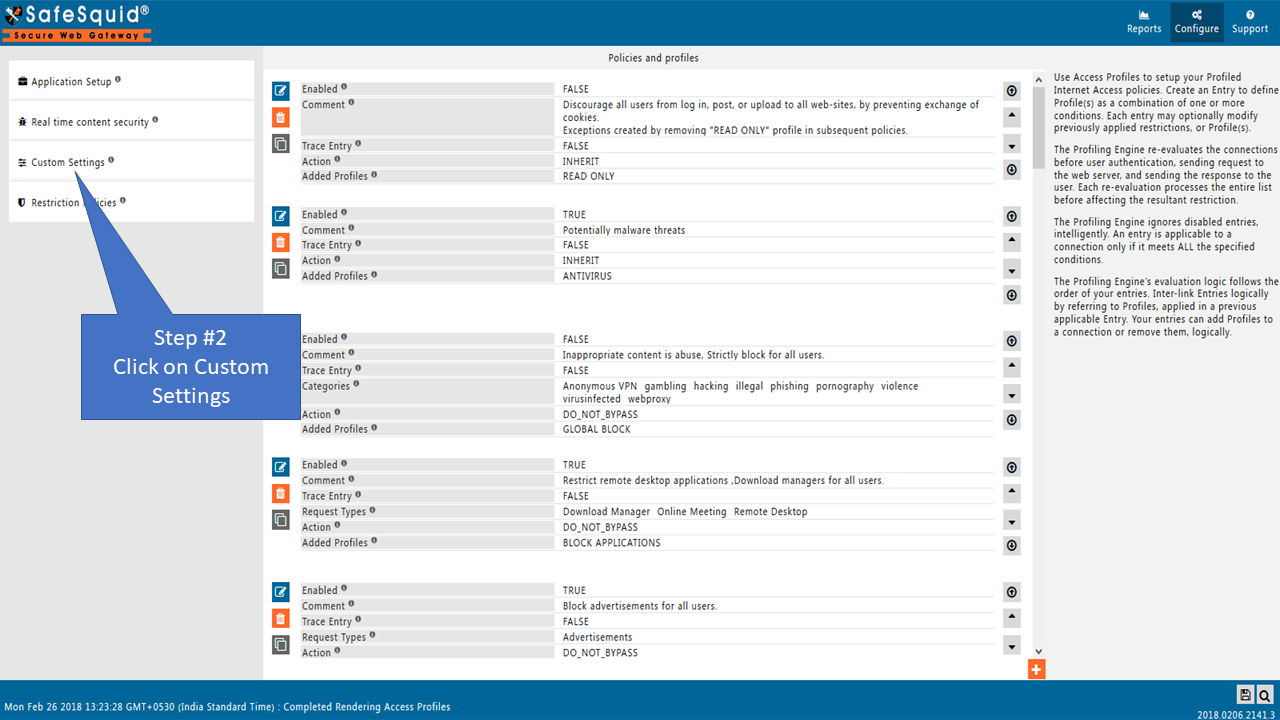 SafeSquid®
Secure Web Gateway
Reports
Configure
Support
Application Setup
Real time content security
Custom Settings
Restriction Policies
Step #2
Click on Custom
Settings
Policies and profiles
Enabled FALSE
Comment Discourage all users from log in, post, or upload to all web-sites, by preventing exchange of
cookies.
Exceptions created by removing "READ ONLY" profile in subsequent policies.
Trace Entry FALSE
Action INHERIT
Added Profiles READ ONLY
Enabled TRUE
Comment Potentially malware threats
Trace Entry FALSE
Action INHERIT
Added Profiles ANTIVIRUS
Enabled FALSE
Comment Inappropriate content is abuse, Strictly block for all users.
Trace Entry FALSE
Categories Anonymous VPN gambling hacking illegal phishing pornography violence
virusinfected webproxy
Action DO_NOT_BYPASS
Added Profiles GLOBAL BLOCK
Enabled TRUE
Comment Restrict remote desktop applications ,Download managers for all users.
Trace Entry FALSE
Request Types Download Manager Online Meeting Remote Desktop
Action DO_NOT_BYPASS
Added Profiles BLOCK APPLICATIONS
Enabled TRUE
Comment Block advertisements for all users.
Trace Entry FALSE
Request Types Advertisements
Action DO_NOT_BYPASS
Use Access Profiles to setup your Profiled
Internet Access policies. Create an Entry to define
Profile(s) as a combination of one or more
conditions. Each entry may optionally modify
previously applied restrictions, or Profile(s).
The Profiling Engine re-evaluates the connections
before user authentication, sending request to
the web server, and sending the response to the
user. Each re-evaluation processes the entire list
before affecting the resultant restriction.
The Profiling Engine ignores disabled entries,
intelligently. An entry is applicable to a
connection only if it meets ALL the specified
conditions.
The Profiling Engine's evaluation logic follows the
order of your entries. Inter-link Entries logically
by referring to Profiles, applied in a previous
applicable Entry. Your entries can add Profiles to
a connection or remove them, logically.
Mon Feb 26 2018 13:23:28 GMT+0530 (India Standard Time) : Completed Rendering Access Profiles
2018.0206.2141.3